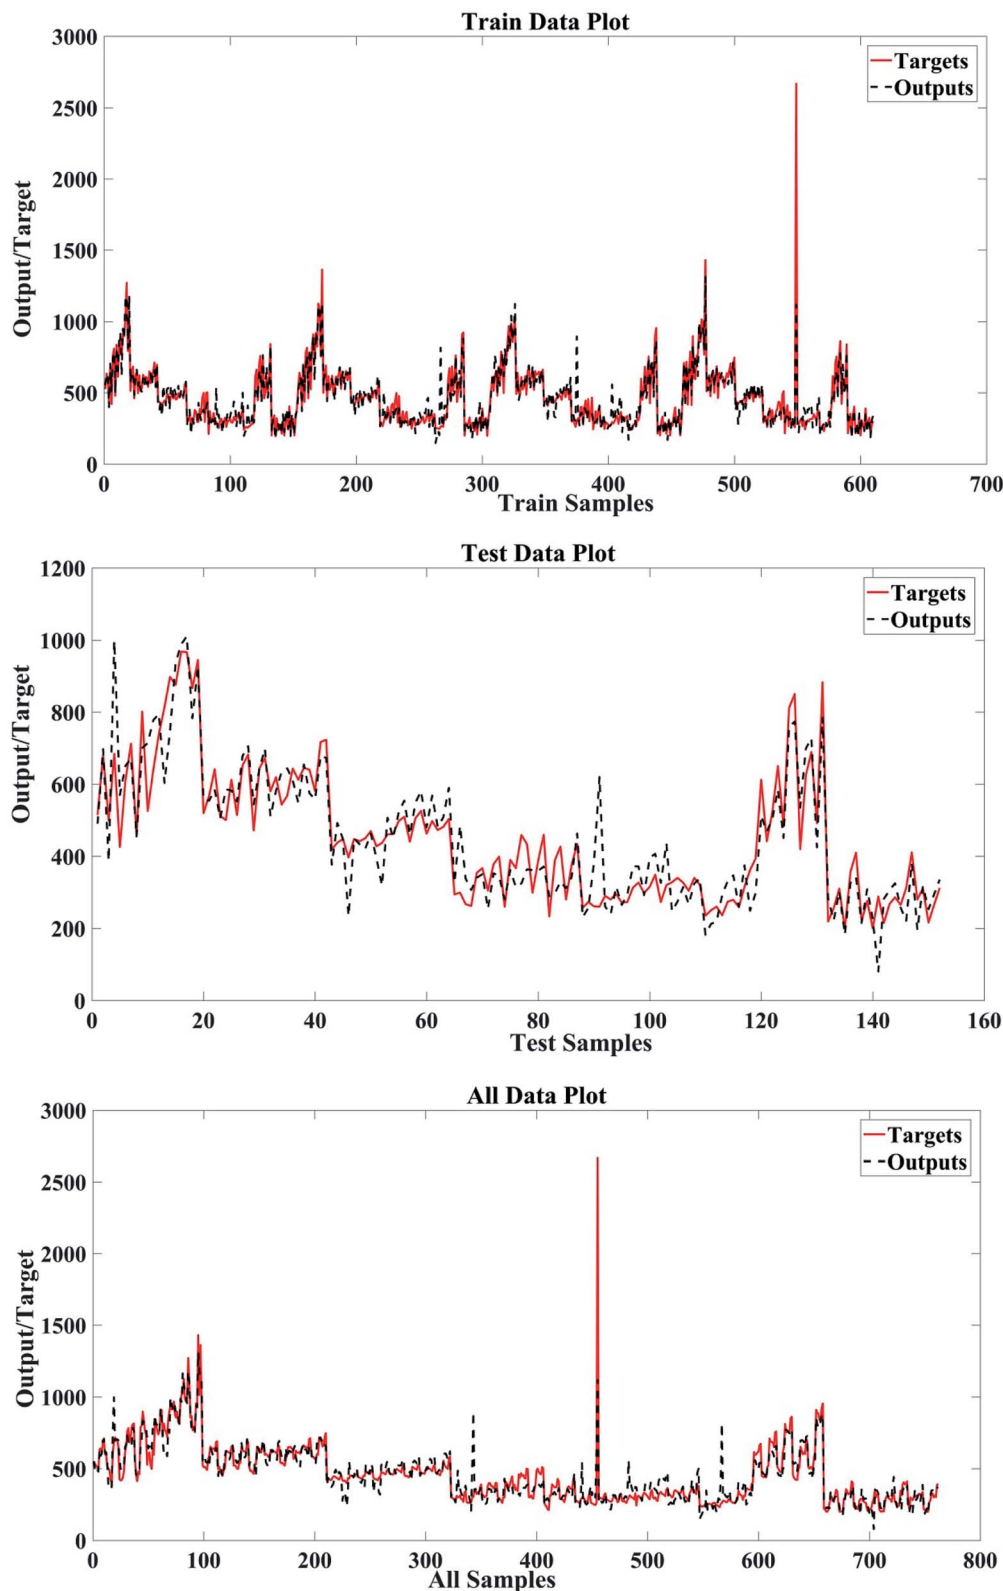 Train Data Plot
3000
2500
2000
1500
1000
500
0
Output/Target
Targets
Outputs
0 100 200 300 400 500 600 700
Train Samples
Test Data Plot
1200
1000
800
600
400
200
0
Output/Target
Targets
Outputs
0 20 40 60 80 100 120 140 160
Test Samples
All Data Plot
3000
2500
2000
1500
1000
500
0
Output/Target
Targets
Outputs
0 100 200 300 400 500 600 700 800
All Samples